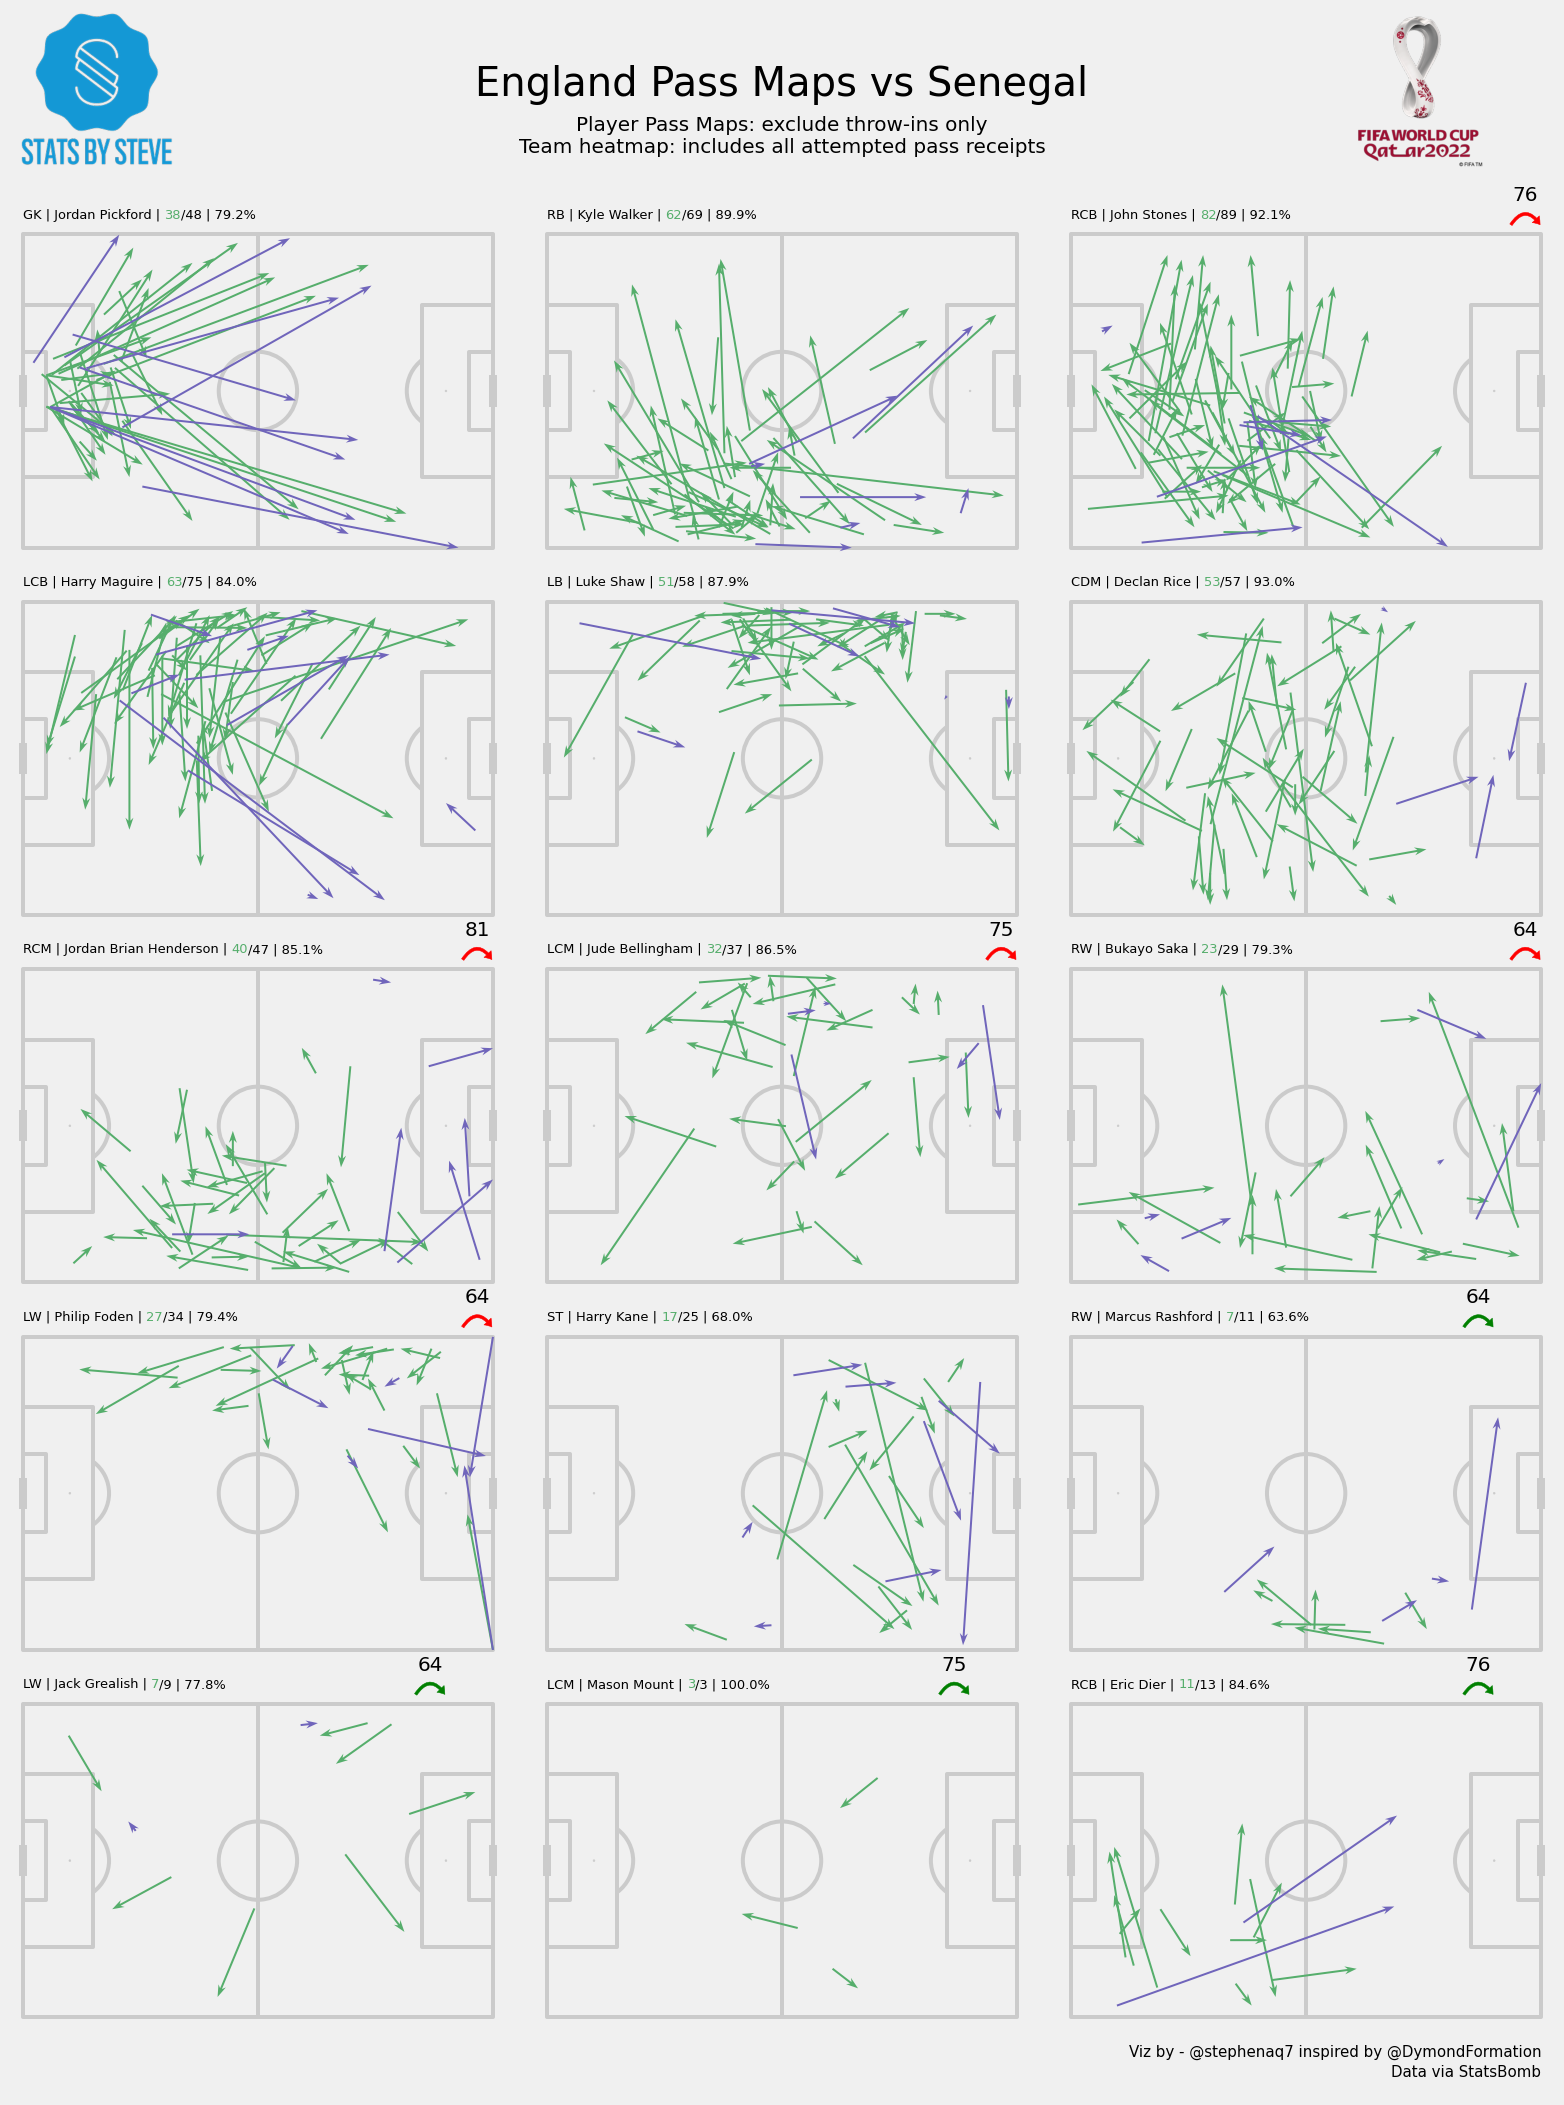 STATS BY STEVE
England Pass Maps vs Senegal
Player Pass Maps: exclude throw-ins only
Team heatmap: includes all attempted pass receipts
FIFA WORLD CUP
Qatar2022
© FIFA TM
GK | Jordan Pickford | 38/48 | 79.2%
RB | Kyle Walker | 62/69 | 89.9%
RCB | John Stones | 82/89 | 92.1%
76
LCB | Harry Maguire | 63/75 | 84.0%
LB | Luke Shaw | 51/58 | 87.9%
CDM | Declan Rice | 53/57 | 93.0%
RCM | Jordan Brian Henderson | 40/47 | 85.1%
81
LCM | Jude Bellingham | 32/37 | 86.5%
75
RW | Bukayo Saka | 23/29 | 79.3%
64
LW | Philip Foden | 27/34 | 79.4%
64
ST | Harry Kane | 17/25 | 68.0%
RW | Marcus Rashford | 7/11 | 63.6%
64
LW | Jack Grealish | 7/9 | 77.8%
64
LCM | Mason Mount | 3/3 | 100.0%
75
RCB | Eric Dier | 11/13 | 84.6%
76
Viz by - @stephenaq7 inspired by @DymondFormation
Data via StatsBomb